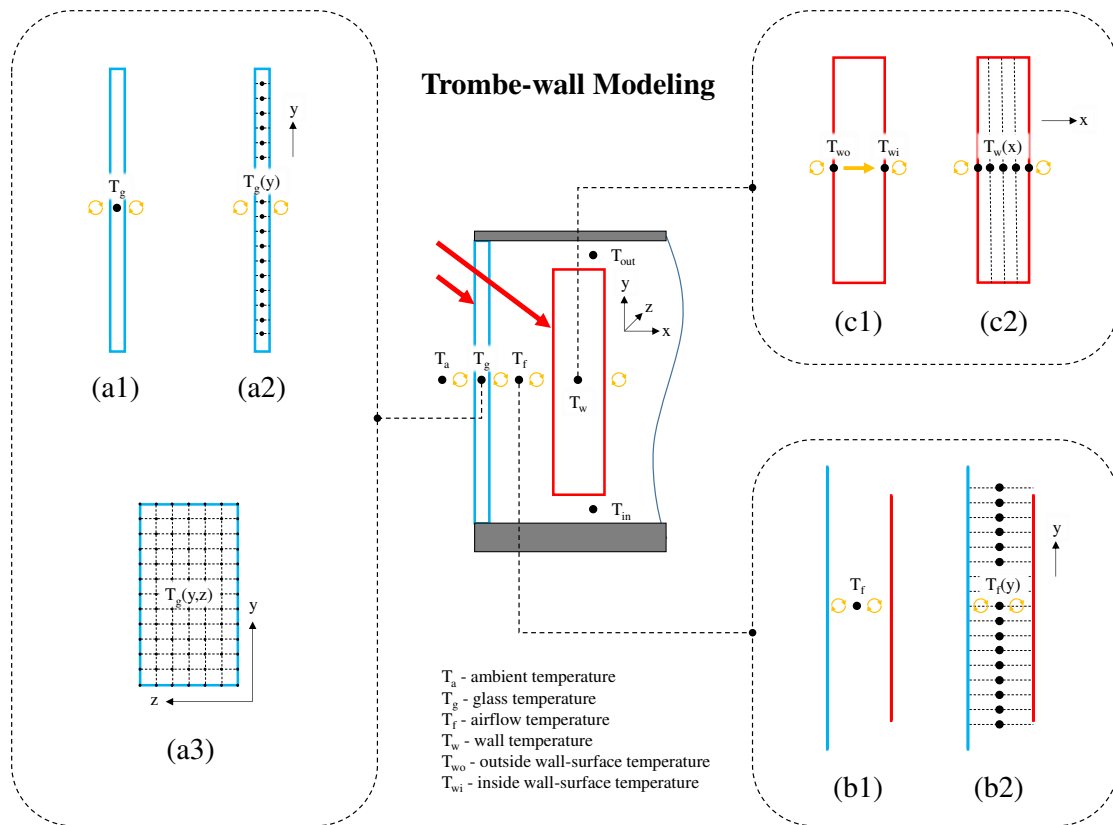 Trombe-wall Modeling
y
T_g
T_g(y)
(a1)
(a2)
T_g(y,z)
y
z
(a3)
T_out
y
z
x
T_a
T_g
T_f
T_w
T_in
T_wo
T_wi
T_w(x)
x
(c1)
(c2)
T_f
T_f(y)
y
(b1)
(b2)
T_a - ambient temperature
T_g - glass temperature
T_f - airflow temperature
T_w - wall temperature
T_wo - outside wall-surface temperature
T_wi - inside wall-surface temperature